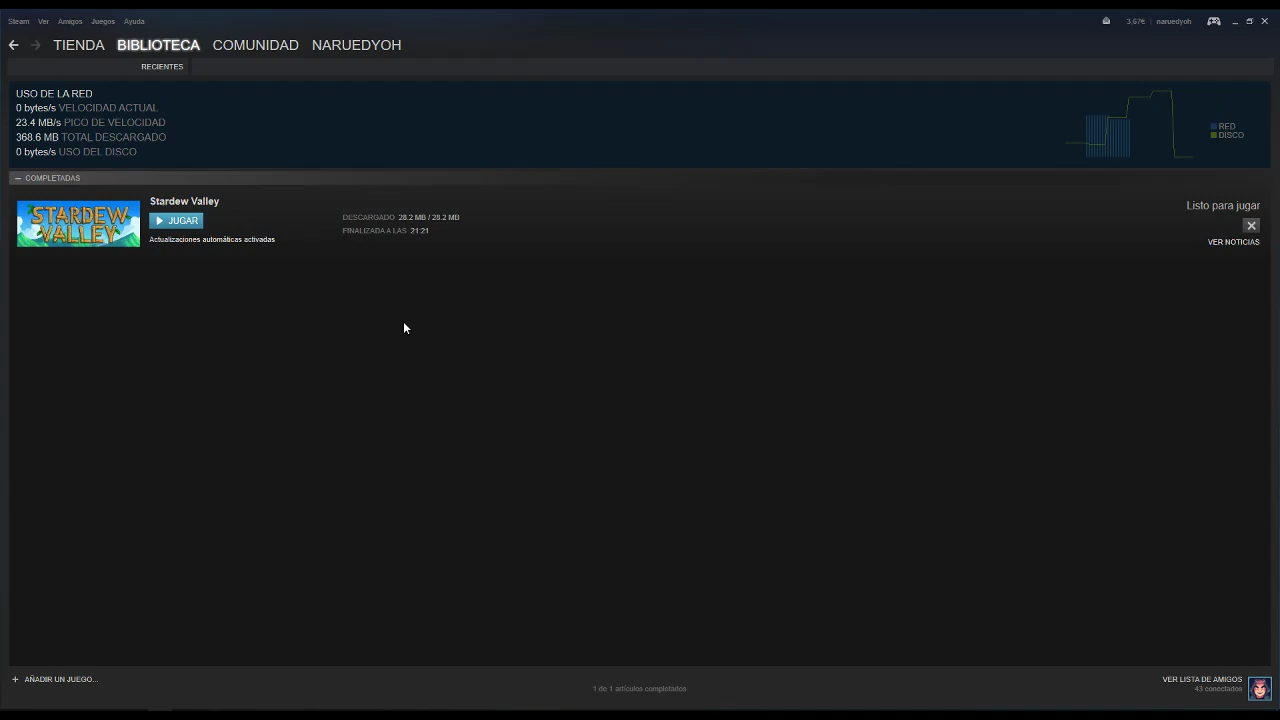 Steam Ver Amigos Juegos Ayuda 3,67€ naruedyoh
TIENDA BIBLIOTECA COMUNIDAD NARUEDYOH
RECIENTES
USO DE LA RED
0 bytes/s VELOCIDAD ACTUAL
23.4 MB/s PICO DE VELOCIDAD
368.6 MB TOTAL DESCARGADO
0 bytes/s USO DEL DISCO
RED
DISCO
COMPLETADAS
STARDEW
VALLEY
Stardew Valley
JUGAR
Actualizaciones automáticas activadas
DESCARGADO 28.2 MB / 28.2 MB
FINALIZADA A LAS 21:21
Listo para jugar
VER NOTICIAS
+ AÑADIR UN JUEGO...
1 de 1 artículos completados
VER LISTA DE AMIGOS
43 conectados